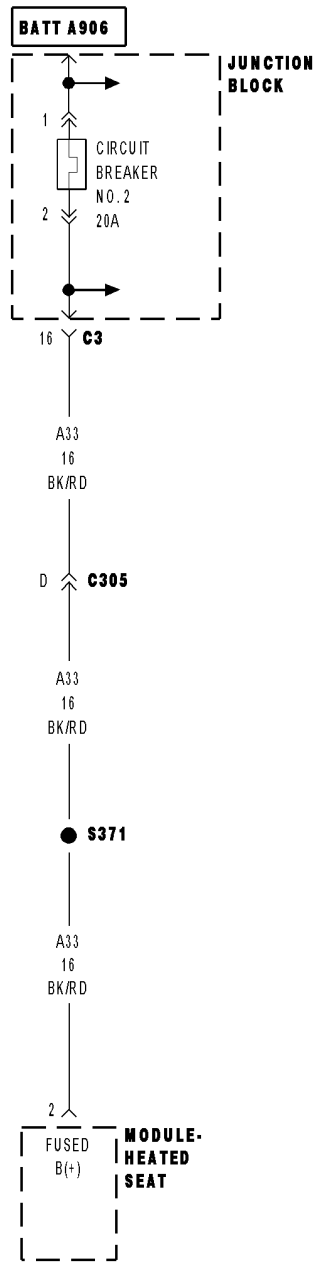 BATT A906
JUNCTION
BLOCK
1
CIRCUIT
BREAKER
NO.2
20A
2
16 C3
A33
16
BK/RD
D C305
A33
16
BK/RD
S371
A33
16
BK/RD
2
FUSED
B(+)
MODULE-
HEATED
SEAT